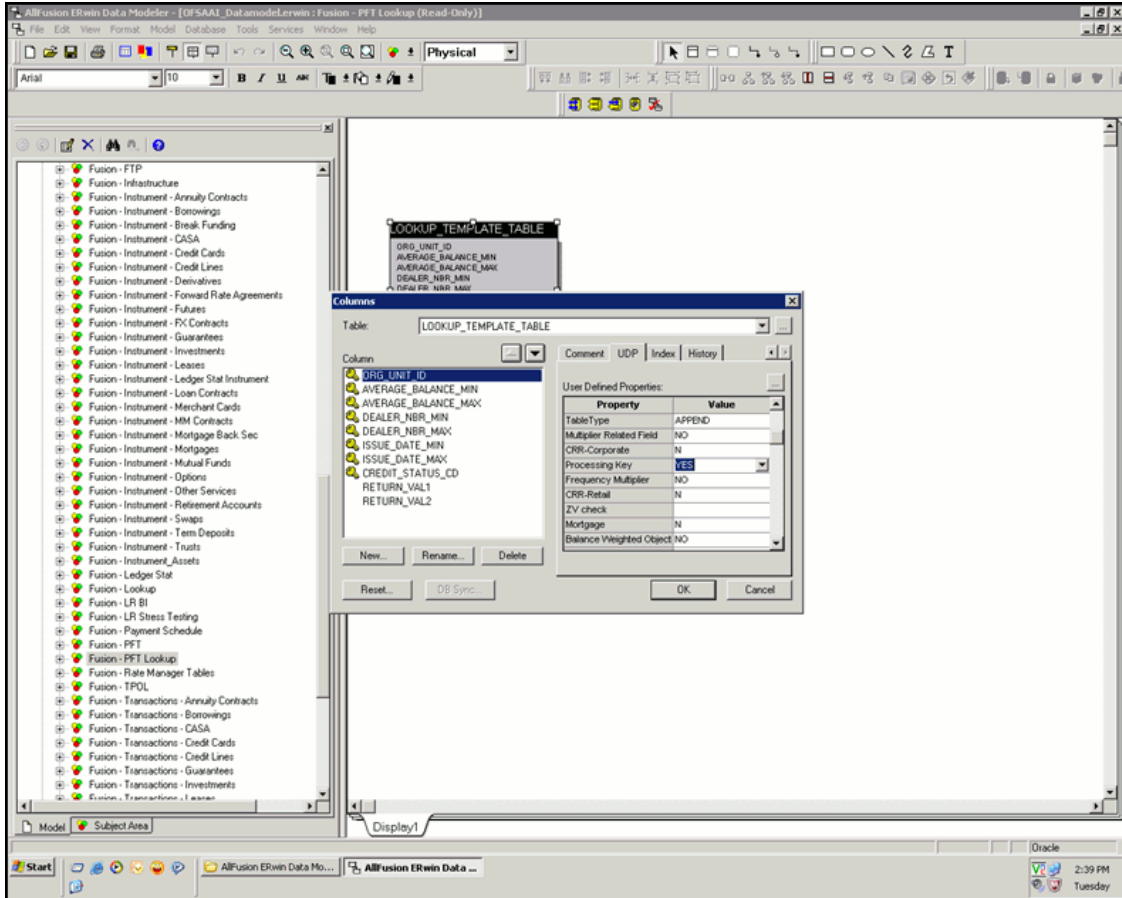 AllFusion ERwin Data Modeler - [OFSAAI_Datamodel.erwin : Fusion - PFT Lookup (Read-Only)]
File Edit View Format Model Database Tools Services Window Help
Physical
Arial 10 B I U
Fusion - FTP
Fusion - Infrastructure
Fusion - Instrument - Annuity Contracts
Fusion - Instrument - Borrowings
Fusion - Instrument - Break Funding
Fusion - Instrument - CASA
Fusion - Instrument - Credit Cards
Fusion - Instrument - Credit Lines
Fusion - Instrument - Derivatives
Fusion - Instrument - Forward Rate Agreements
Fusion - Instrument - Futures
Fusion - Instrument - FX Contracts
Fusion - Instrument - Guarantees
Fusion - Instrument - Investments
Fusion - Instrument - Leases
Fusion - Instrument - Ledger Stat Instrument
Fusion - Instrument - Loan Contracts
Fusion - Instrument - Merchant Cards
Fusion - Instrument - MM Contracts
Fusion - Instrument - Mortgage Back Sec
Fusion - Instrument - Mortgages
Fusion - Instrument - Mutual Funds
Fusion - Instrument - Options
Fusion - Instrument - Other Services
Fusion - Instrument - Retirement Accounts
Fusion - Instrument - Swaps
Fusion - Instrument - Term Deposits
Fusion - Instrument - Trusts
Fusion - Instrument_Assets
Fusion - Ledger Stat
Fusion - Lookup
Fusion - LR BI
Fusion - LR Stress Testing
Fusion - Payment Schedule
Fusion - PFT
Fusion - PFT Lookup
Fusion - Rate Manager Tables
Fusion - TPOL
Fusion - Transactions - Annuity Contracts
Fusion - Transactions - Borrowings
Fusion - Transactions - CASA
Fusion - Transactions - Credit Cards
Fusion - Transactions - Credit Lines
Fusion - Transactions - Guarantees
Fusion - Transactions - Investments
Fusion - Transactions - Leases
Model Subject Area
LOOKUP_TEMPLATE_TABLE
ORG_UNIT_ID
AVERAGE_BALANCE_MIN
AVERAGE_BALANCE_MAX
DEALER_NBR_MIN
DEALER_NBR_MAX
Columns
Table: LOOKUP_TEMPLATE_TABLE
Column
ORG_UNIT_ID
AVERAGE_BALANCE_MIN
AVERAGE_BALANCE_MAX
DEALER_NBR_MIN
DEALER_NBR_MAX
ISSUE_DATE_MIN
ISSUE_DATE_MAX
CREDIT_STATUS_CD
RETURN_VAL1
RETURN_VAL2
New... Rename... Delete
Reset... DB Sync...
Comment UDP Index History
User Defined Properties:
Property Value
TableType APPEND
Multiplier Related Field NO
CRR-Corporate N
Processing Key YES
Frequency Multiplier NO
CRR-Retail N
ZV check
Mortgage N
Balance Weighted Object NO
OK Cancel
Display1
Oracle
Start AllFusion ERwin Data Mo... AllFusion ERwin Data ... 2:39 PM
Tuesday